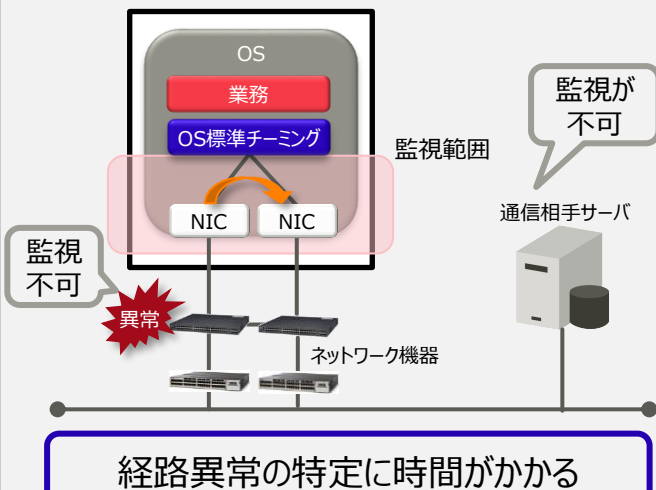 OS
業務
OS標準チーミング
監視範囲
NIC
NIC
監視が
不可
通信相手サーバ
監視
不可
異常
ネットワーク機器
経路異常の特定に時間がかかる